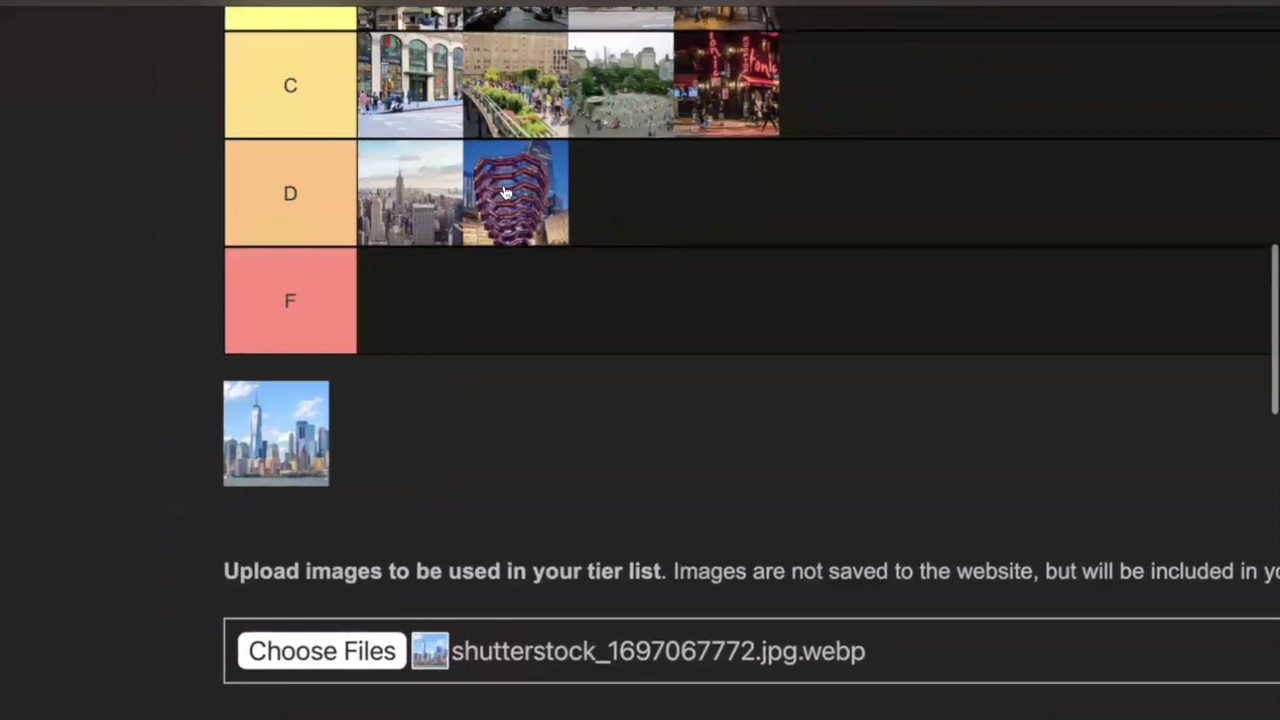 C
D
F
Upload images to be used in your tier list. Images are not saved to the website, but will be included in
Choose Files shutterstock_1697067772.jpg.webp